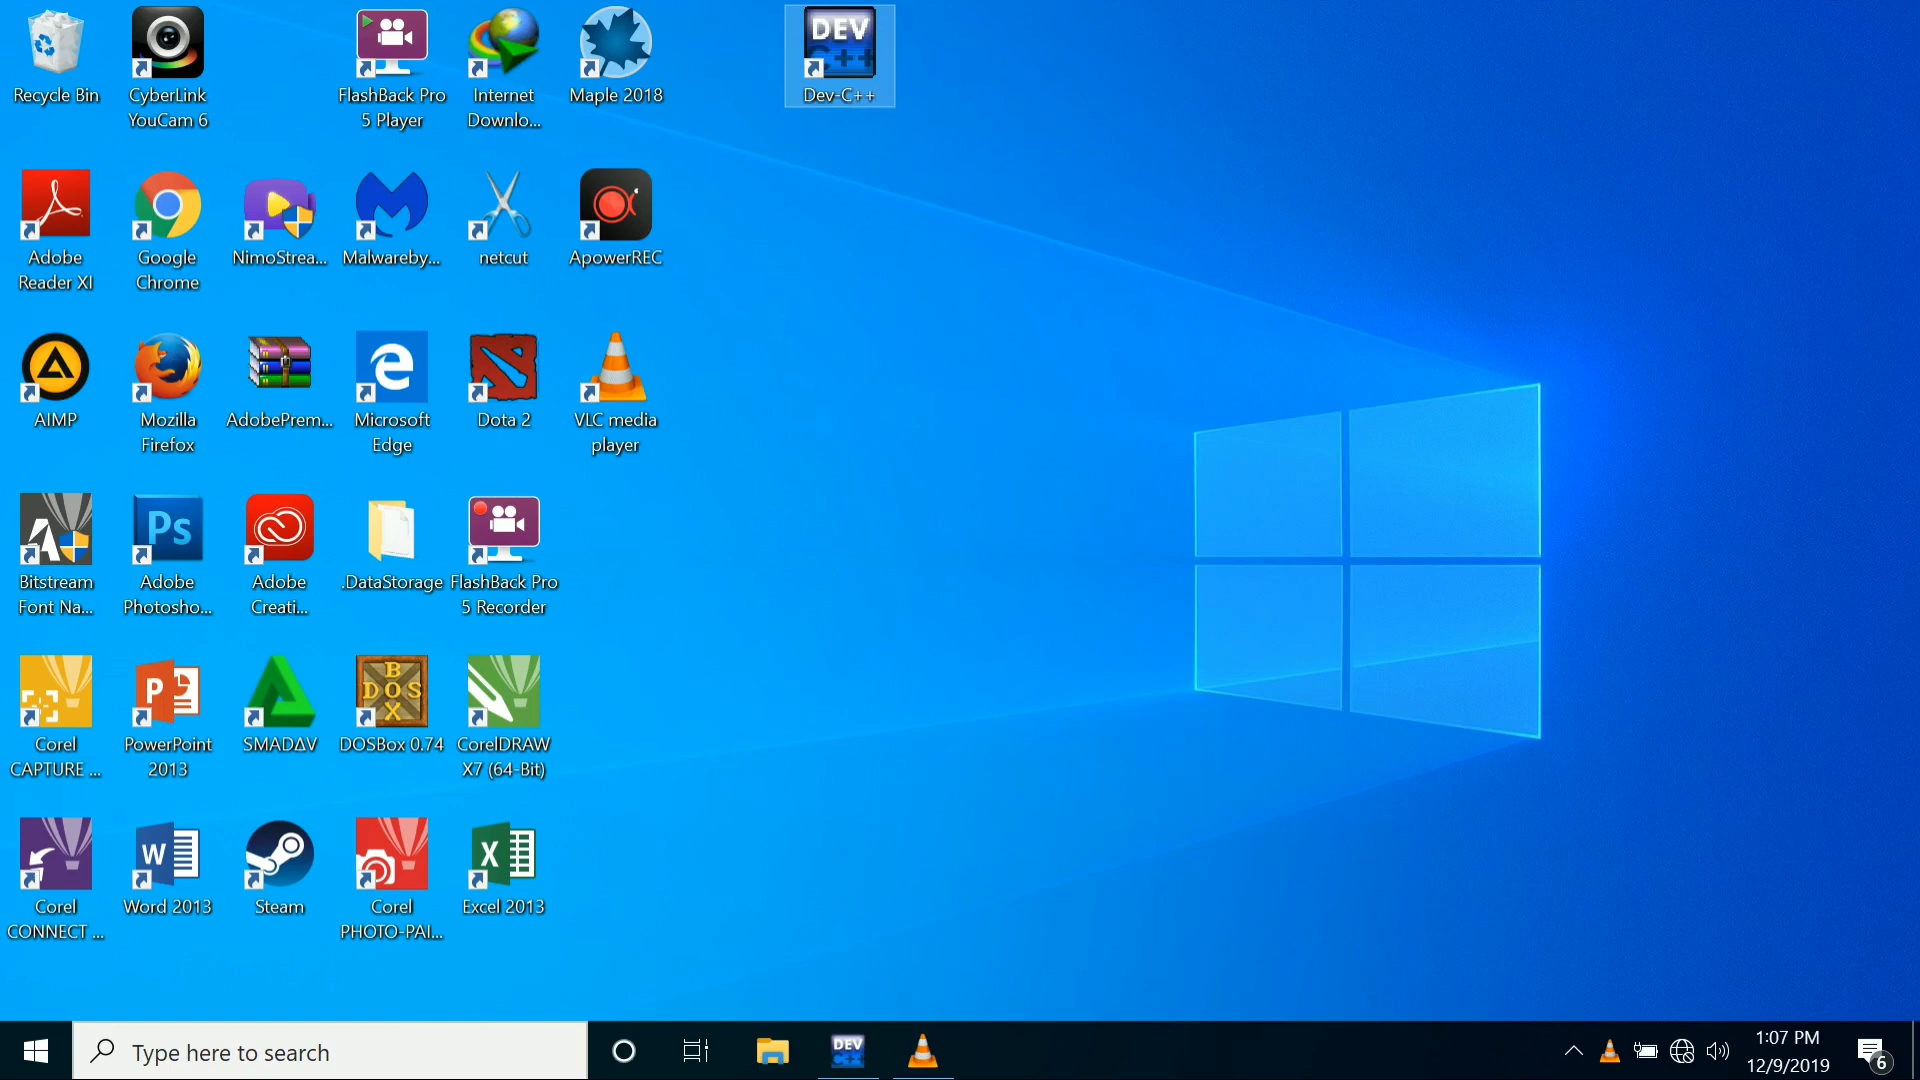 Recycle Bin
CyberLink
YouCam 6
FlashBack Pro
5 Player
Internet
Downlo...
Maple 2018
DEV
C++
Dev-C++
Adobe
Reader XI
Google
Chrome
NimoStrea...
Malwareby...
netcut
ApowerREC
AIMP
Mozilla
Firefox
AdobePrem...
Microsoft
Edge
Dota 2
VLC media
player
Bitstream
Font Na...
Ps
Adobe
Photosho...
Adobe
Creati...
.DataStorage
FlashBack Pro
5 Recorder
Corel
CAPTURE ...
P
PowerPoint
2013
SMADΔV
BOX
DOS
DOSBox 0.74
CorelDRAW
X7 (64-Bit)
Corel
CONNECT ...
W
Word 2013
Steam
Corel
PHOTO-PAI...
X
Excel 2013
Type here to search
DEV
C++
1:07 PM
12/9/2019
6